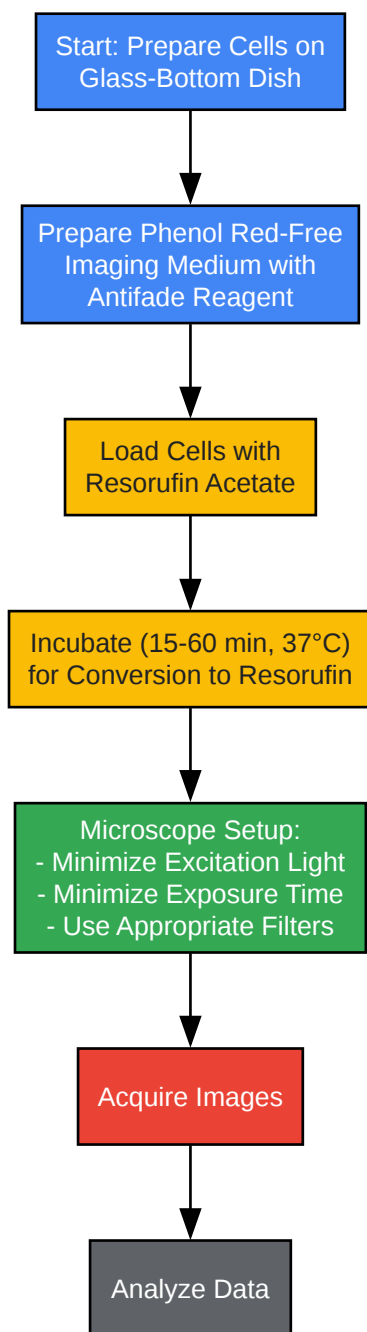 Start: Prepare Cells on
Glass-Bottom Dish
Prepare Phenol Red-Free
Imaging Medium with
Antifade Reagent
Load Cells with
Resorufin Acetate
Incubate (15-60 min, 37°C)
for Conversion to Resorufin
Microscope Setup:
- Minimize Excitation Light
- Minimize Exposure Time
- Use Appropriate Filters
Acquire Images
Analyze Data